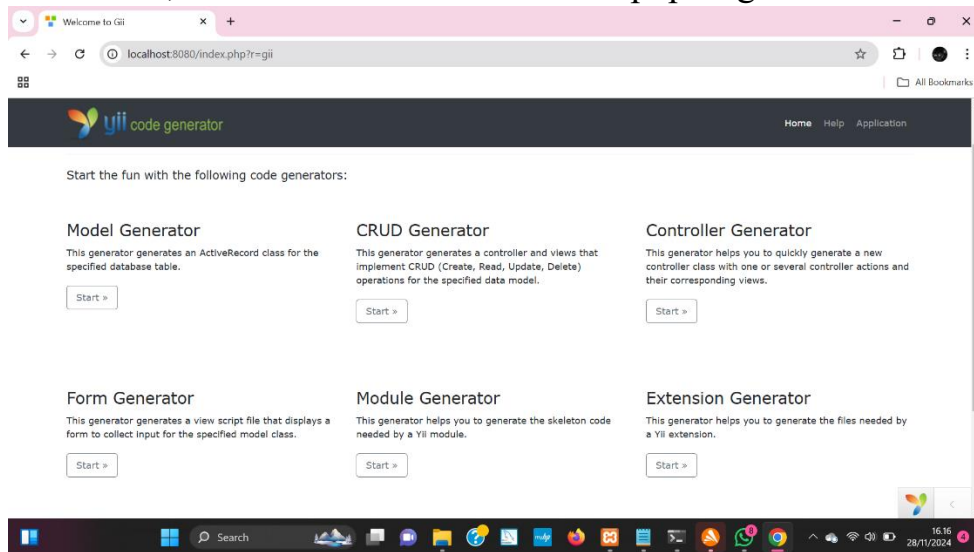 Welcome to Gii
localhost:8080/index.php?r=gii
All Bookmarks
yii code generator
Home Help Application
Start the fun with the following code generators:
Model Generator
This generator generates an ActiveRecord class for the
specified database table.
Start »
CRUD Generator
This generator generates a controller and views that
implement CRUD (Create, Read, Update, Delete)
operations for the specified data model.
Start »
Controller Generator
This generator helps you to quickly generate a new
controller class with one or several controller actions and
their corresponding views.
Start »
Form Generator
This generator generates a view script file that displays a
form to collect input for the specified model class.
Start »
Module Generator
This generator helps you to generate the skeleton code
needed by a Yii module.
Start »
Extension Generator
This generator helps you to generate the files needed by
a Yii extension.
Start »
Search
16.16
28/11/2024